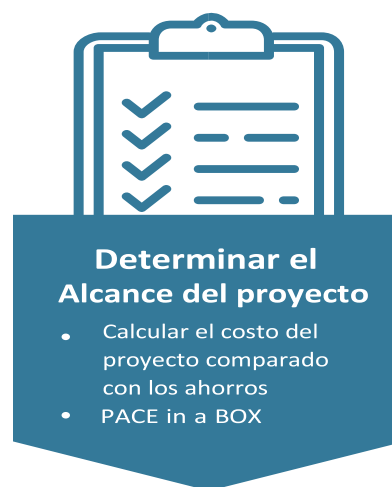 Determinar el
Alcance del proyecto
• Calcular el costo del
proyecto comparado
con los ahorros
• PACE in a BOX